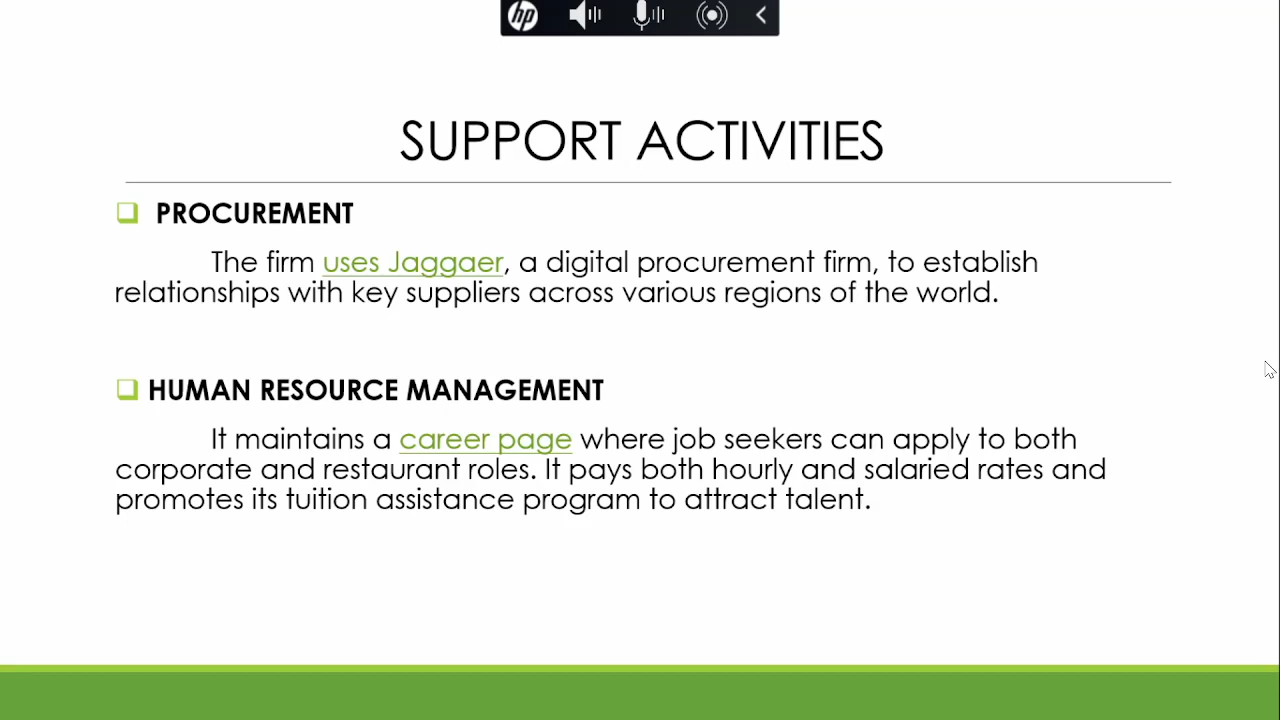 hp
SUPPORT ACTIVITIES
PROCUREMENT
The firm uses Jaggaer, a digital procurement firm, to establish
relationships with key suppliers across various regions of the world.
HUMAN RESOURCE MANAGEMENT
It maintains a career page where job seekers can apply to both
corporate and restaurant roles. It pays both hourly and salaried rates and
promotes its tuition assistance program to attract talent.